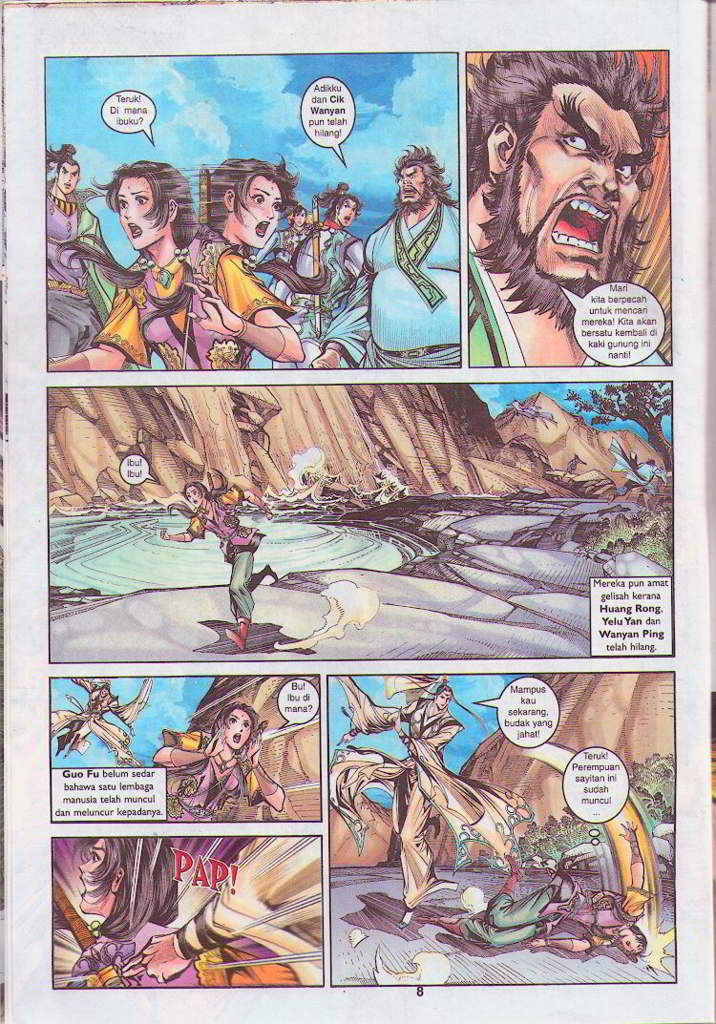 Teruk!
Di mana
ibuku?
Adikku
dan Cik
Wanyan
pun telah
hilang!
Mari
kita berpecah
untuk mencari
mereka! Kita akan
bersatu kembali di
kaki gunung ini
nanti!
Ibu!
Ibu!
Mereka pun amat
gelisah kerana
Huang Rong,
Yelu Yan dan
Wanyan Ping
telah hilang.
Bu!
Ibu di
mana?
Guo Fu belum sedar
bahawa satu lembaga
manusia telah muncul
dan meluncur kepadanya.
PAP!
Mampus
kau
sekarang,
budak yang
jahat!
Teruk!
Perempuan
sayitan ini
sudah
muncul
...
8